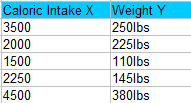 Caloric Intake X Weight Y
3500 250lbs
2000 225lbs
1500 110lbs
2250 145lbs
4500 380lbs